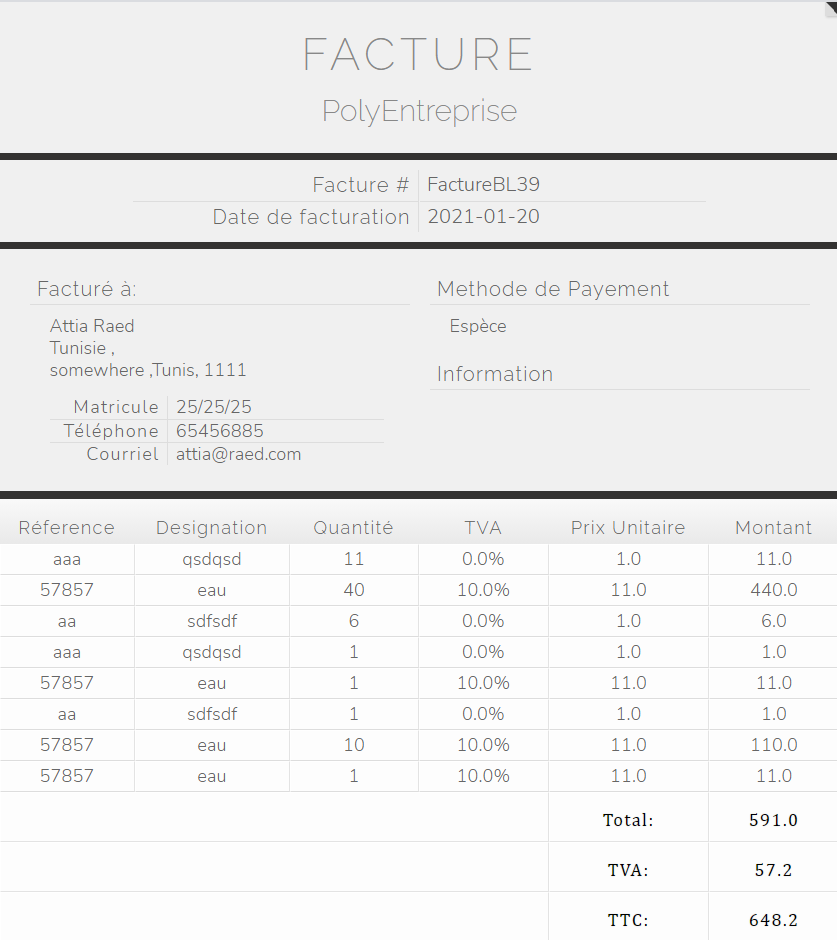 FACTURE
PolyEntreprise
Facture # FactureBL39
Date de facturation 2021-01-20
Facturé à:
Attia Raed
Tunisie ,
somewhere ,Tunis, 1111
Matricule 25/25/25
Téléphone 65456885
Courriel attia@raed.com
Methode de Payement
Espèce
Information
Réference Designation Quantité TVA Prix Unitaire Montant
aaa qsdqsd 11 0.0% 1.0 11.0
57857 eau 40 10.0% 11.0 440.0
aa sdfsdf 6 0.0% 1.0 6.0
aaa qsdqsd 1 0.0% 1.0 1.0
57857 eau 1 10.0% 11.0 11.0
aa sdfsdf 1 0.0% 1.0 1.0
57857 eau 10 10.0% 11.0 110.0
57857 eau 1 10.0% 11.0 11.0
Total: 591.0
TVA: 57.2
TTC: 648.2